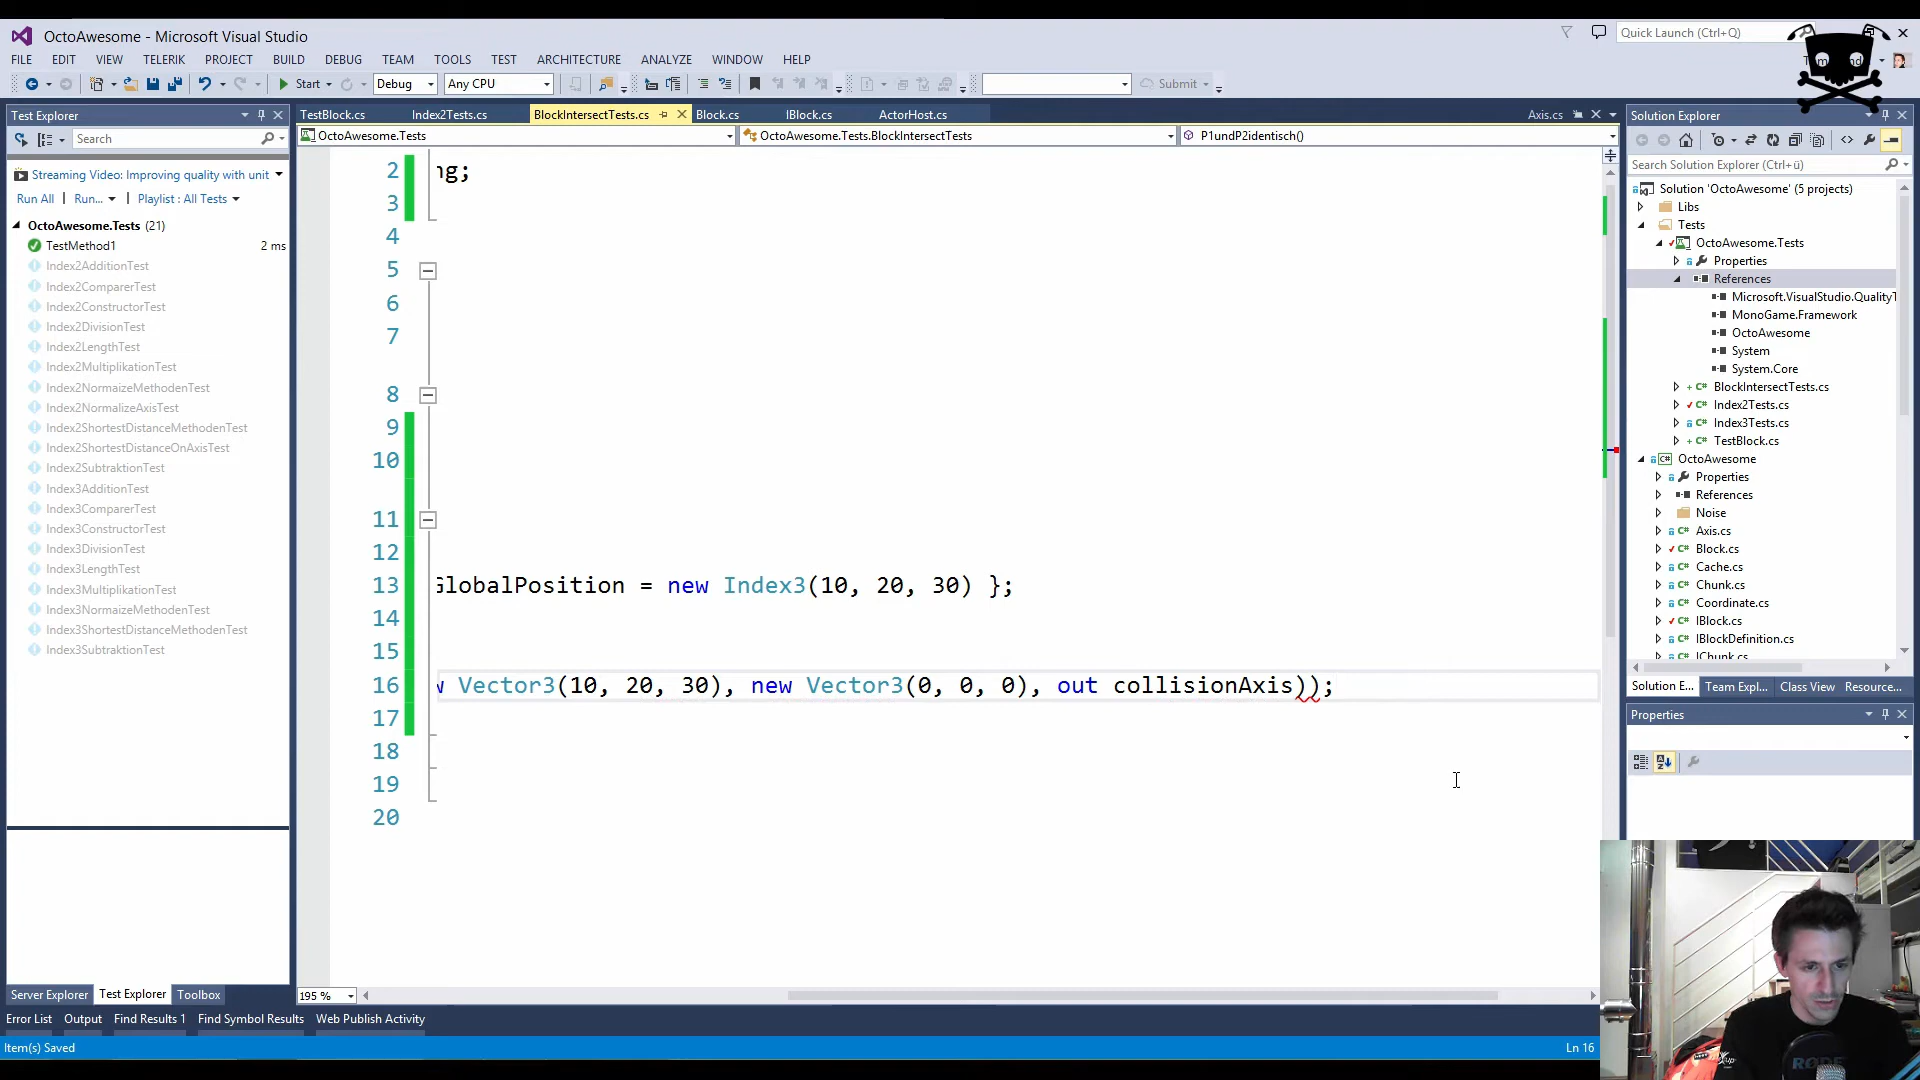 OctoAwesome - Microsoft Visual Studio
Quick Launch (Ctrl+Q)
FILE EDIT VIEW TELERIK PROJECT BUILD DEBUG TEAM TOOLS TEST ARCHITECTURE ANALYZE WINDOW HELP
Start Debug Any CPU Submit
Test Explorer
Search
Streaming Video: Improving quality with unit
Run All Run... Playlist : All Tests
OctoAwesome.Tests (21)
TestMethod1 2 ms
Index2AdditionTest
Index2ComparerTest
Index2ConstructorTest
Index2DivisionTest
Index2LengthTest
Index2MultiplikationTest
Index2NormaizeMethodenTest
Index2NormalizeAxisTest
Index2ShortestDistanceMethodenTest
Index2ShortestDistanceOnAxisTest
Index2SubtraktionTest
Index3AdditionTest
Index3ComparerTest
Index3ConstructorTest
Index3DivisionTest
Index3LengthTest
Index3MultiplikationTest
Index3NormaizeMethodenTest
Index3ShortestDistanceMethodenTest
Index3SubtraktionTest
Server Explorer Test Explorer Toolbox
TestBlock.cs Index2Tests.cs BlockIntersectTests.cs Block.cs IBlock.cs ActorHost.cs Axis.cs
OctoAwesome.Tests OctoAwesome.Tests.BlockIntersectTests P1undP2identisch()
2 ng;
3
4
5
6
7
8
9
10
11
12
13 GlobalPosition = new Index3(10, 20, 30) };
14
15
16 w Vector3(10, 20, 30), new Vector3(0, 0, 0), out collisionAxis));
17
18
19
20
195 %
Solution Explorer
Search Solution Explorer (Ctrl+ü)
Solution 'OctoAwesome' (5 projects)
Libs
Tests
OctoAwesome.Tests
Properties
References
Microsoft.VisualStudio.QualityT
MonoGame.Framework
OctoAwesome
System
System.Core
BlockIntersectTests.cs
Index2Tests.cs
Index3Tests.cs
TestBlock.cs
OctoAwesome
Properties
References
Noise
Axis.cs
Block.cs
Cache.cs
Chunk.cs
Coordinate.cs
IBlock.cs
IBlockDefinition.cs
IChunk.cs
Solution E... Team Expl... Class View Resource...
Properties
Error List Output Find Results 1 Find Symbol Results Web Publish Activity
Item(s) Saved Ln 16
RØDE